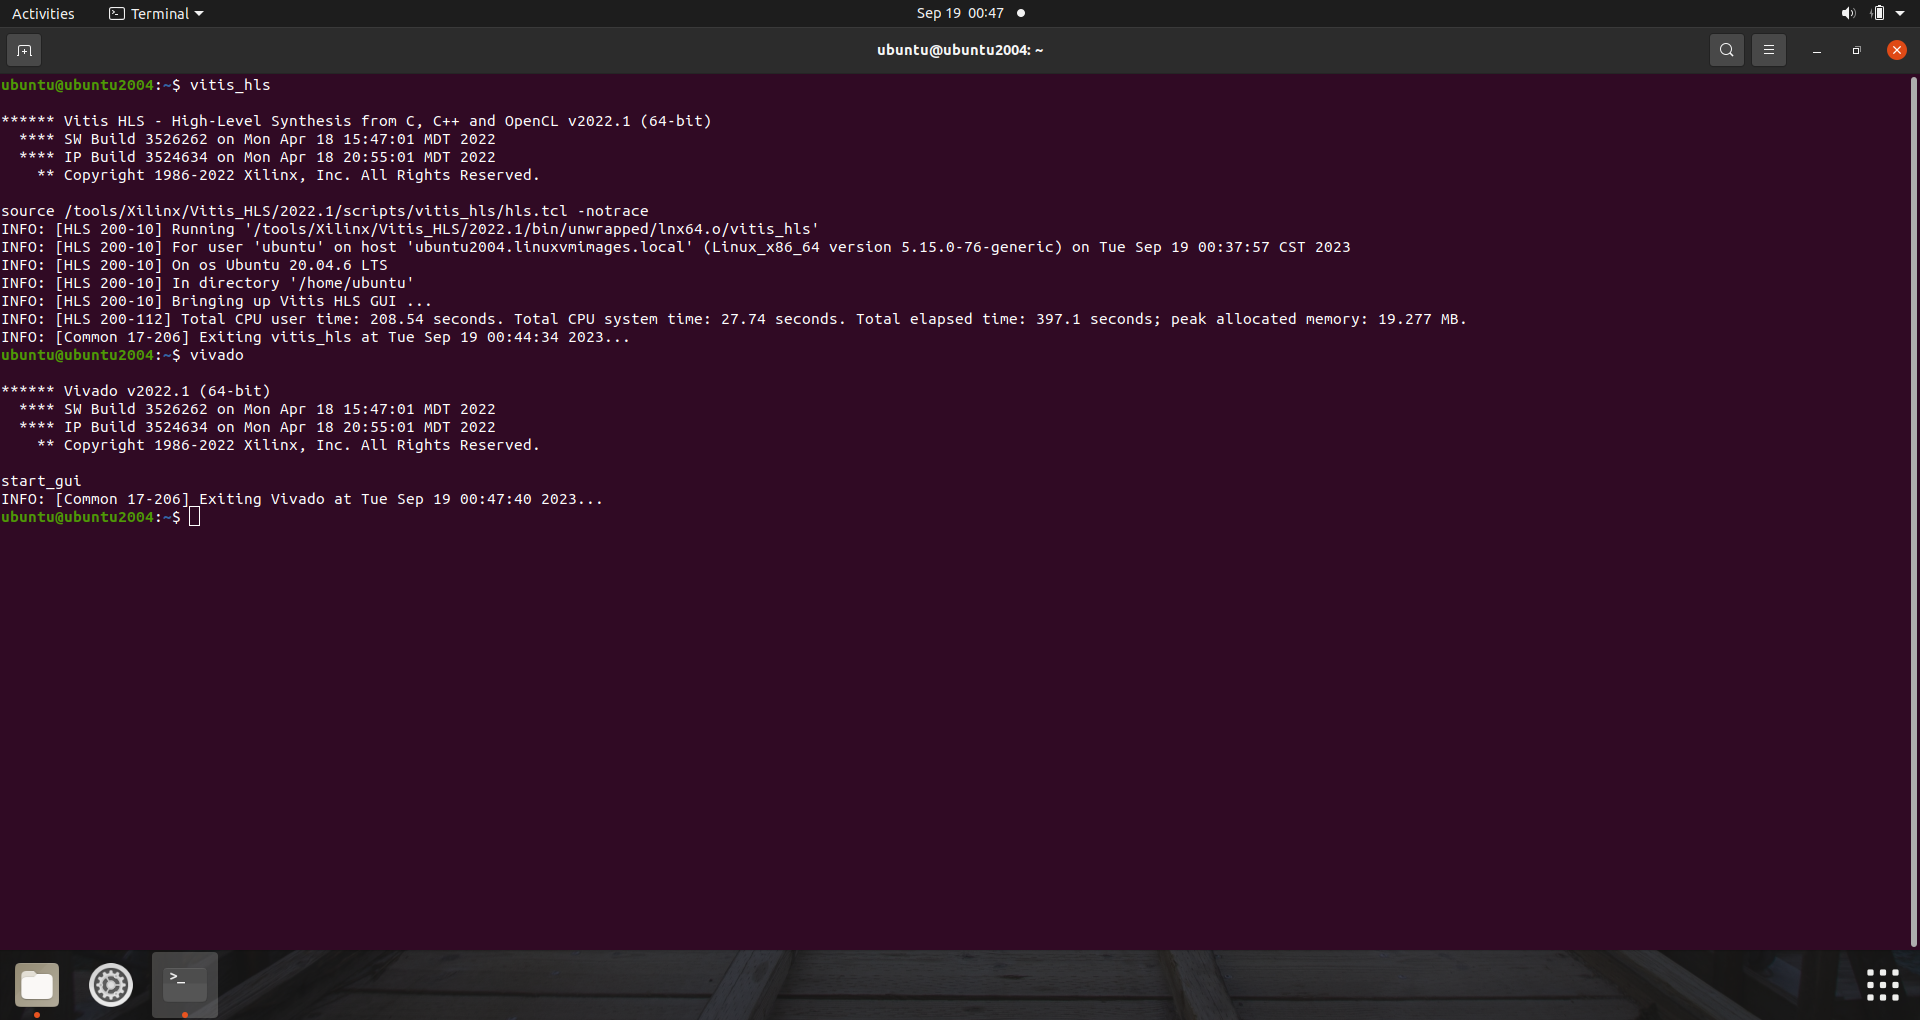 Activities
Terminal
Sep 19 00:47
ubuntu@ubuntu2004: ~
ubuntu@ubuntu2004:~$ vitis_hls
****** Vitis HLS - High-Level Synthesis from C, C++ and OpenCL v2022.1 (64-bit)
**** SW Build 3526262 on Mon Apr 18 15:47:01 MDT 2022
**** IP Build 3524634 on Mon Apr 18 20:55:01 MDT 2022
** Copyright 1986-2022 Xilinx, Inc. All Rights Reserved.
source /tools/Xilinx/Vitis_HLS/2022.1/scripts/vitis_hls/hls.tcl -notrace
INFO: [HLS 200-10] Running '/tools/Xilinx/Vitis_HLS/2022.1/bin/unwrapped/lnx64.o/vitis_hls'
INFO: [HLS 200-10] For user 'ubuntu' on host 'ubuntu2004.linuxvmimages.local' (Linux_x86_64 version 5.15.0-76-generic) on Tue Sep 19 00:37:57 CST 2023
INFO: [HLS 200-10] On os Ubuntu 20.04.6 LTS
INFO: [HLS 200-10] In directory '/home/ubuntu'
INFO: [HLS 200-10] Bringing up Vitis HLS GUI ...
INFO: [HLS 200-112] Total CPU user time: 208.54 seconds. Total CPU system time: 27.74 seconds. Total elapsed time: 397.1 seconds; peak allocated memory: 19.277 MB.
INFO: [Common 17-206] Exiting vitis_hls at Tue Sep 19 00:44:34 2023...
ubuntu@ubuntu2004:~$ vivado
****** Vivado v2022.1 (64-bit)
**** SW Build 3526262 on Mon Apr 18 15:47:01 MDT 2022
**** IP Build 3524634 on Mon Apr 18 20:55:01 MDT 2022
** Copyright 1986-2022 Xilinx, Inc. All Rights Reserved.
start_gui
INFO: [Common 17-206] Exiting Vivado at Tue Sep 19 00:47:40 2023...
ubuntu@ubuntu2004:~$